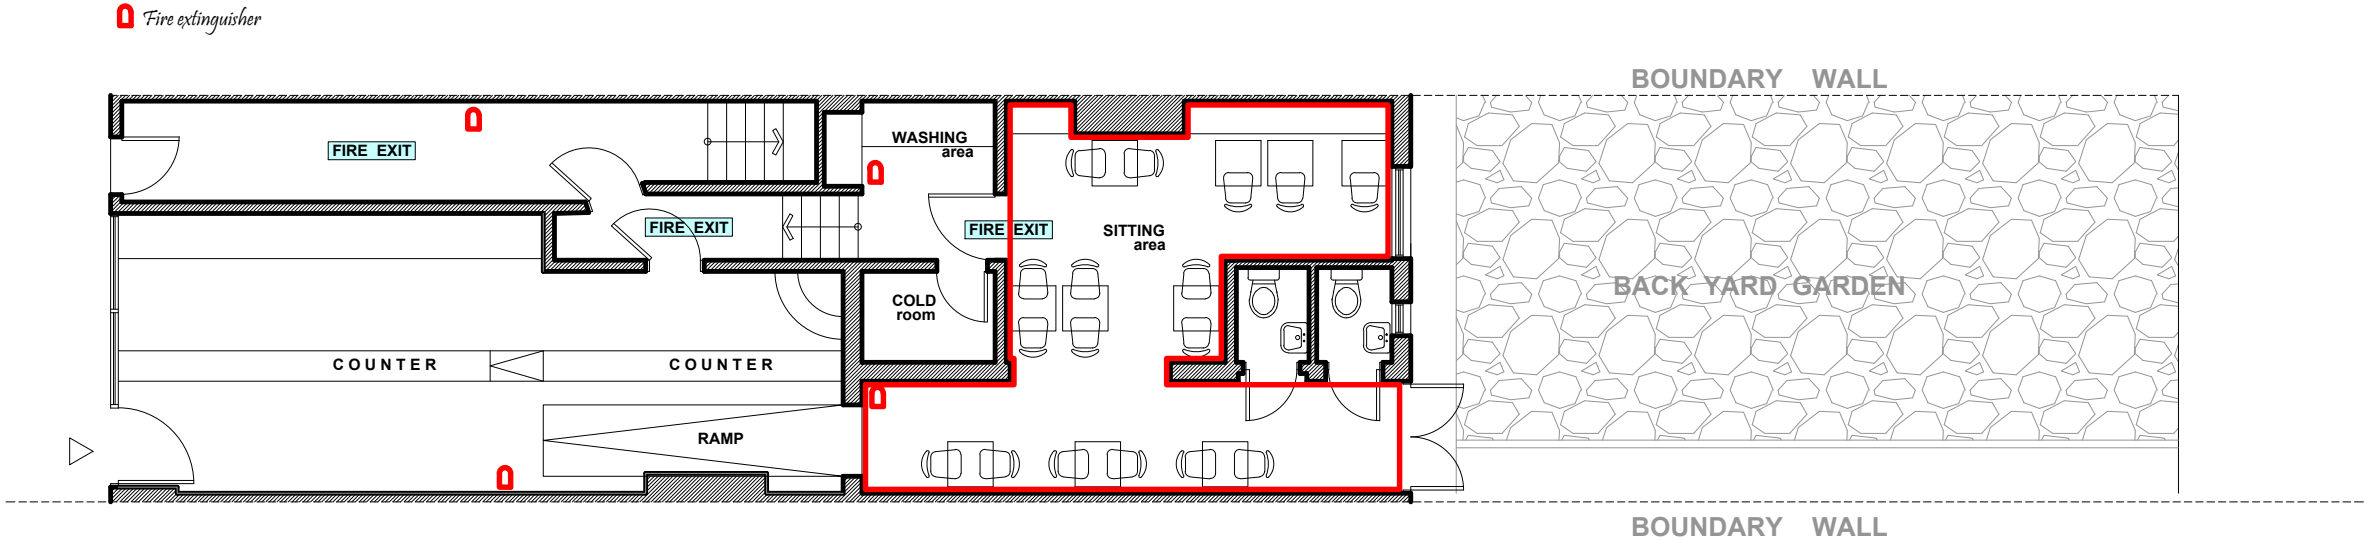 Fire extinguisher
BOUNDARY WALL
FIRE EXIT
WASHING
area
FIRE EXIT
FIRE EXIT
SITTING
area
BACK YARD GARDEN
COLD
room
COUNTER
COUNTER
RAMP
BOUNDARY WALL